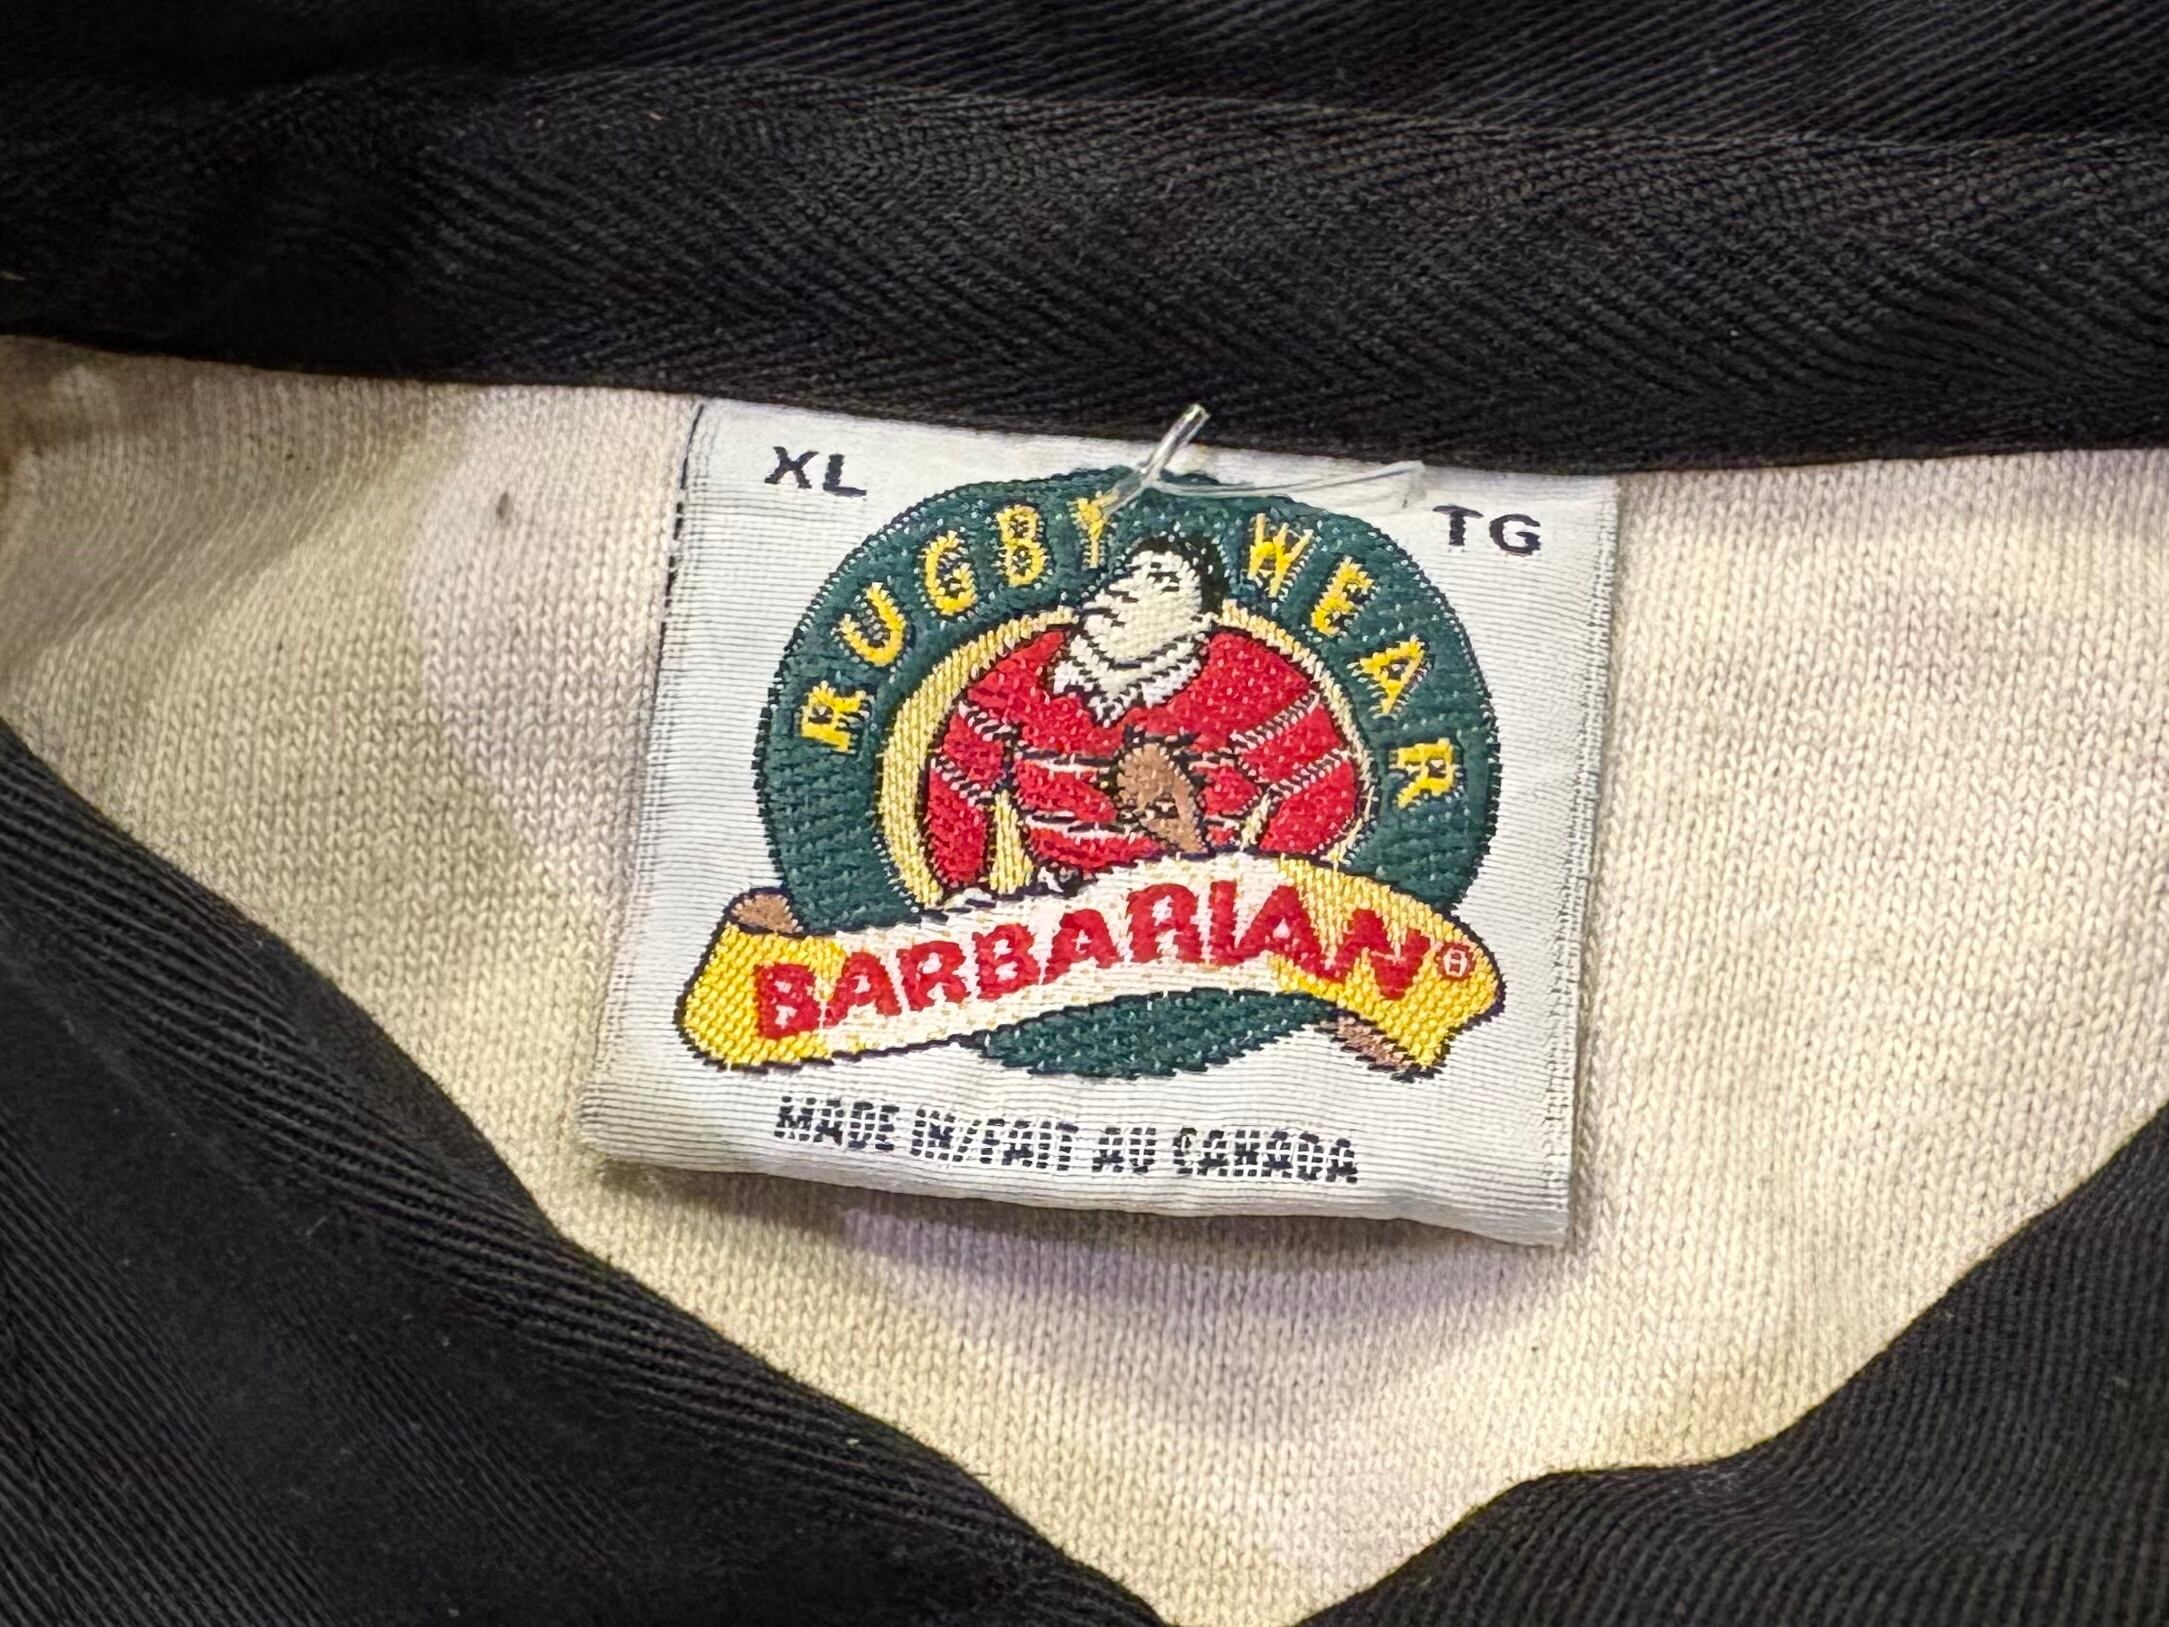 XL TG
RUGBY WEAR
BARBARIAN®
MADE IN/FAIT AU CANADA